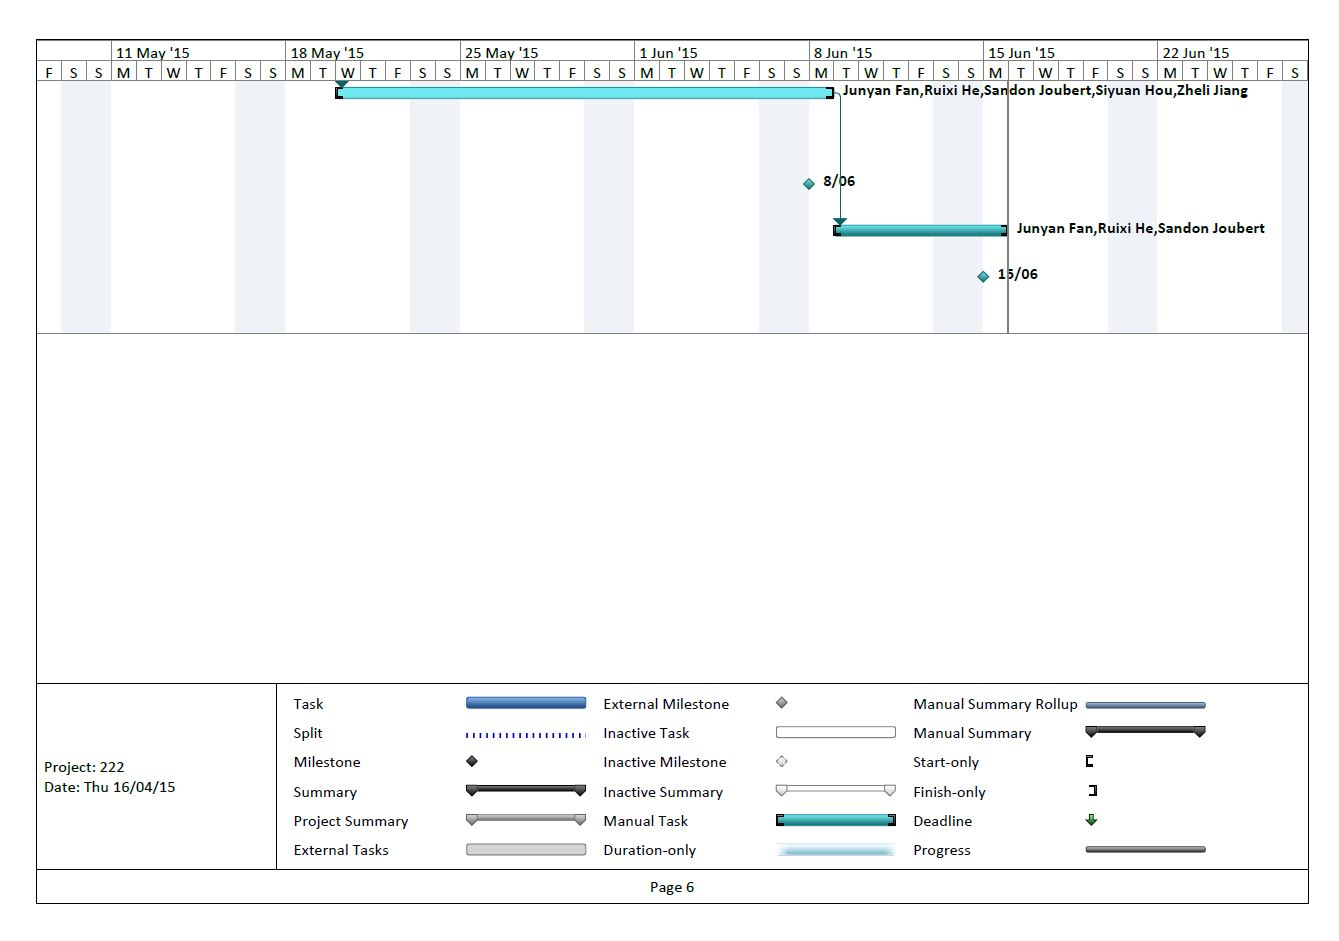 11 May '15 18 May '15 25 May '15 1 Jun '15 8 Jun '15 15 Jun '15 22 Jun '15
F S S M T W T F S S M T W T F S S M T W T F S S M T W T F S S M T W T F S S M T W T F S S M T W T F S
Junyan Fan,Ruixi He,Sandon Joubert,Siyuan Hou,Zheli Jiang
8/06
Junyan Fan,Ruixi He,Sandon Joubert
15/06
Project: 222
Date: Thu 16/04/15
Task
Split
Milestone
Summary
Project Summary
External Tasks
External Milestone
Inactive Task
Inactive Milestone
Inactive Summary
Manual Task
Duration-only
Manual Summary Rollup
Manual Summary
Start-only
Finish-only
Deadline
Progress
Page 6